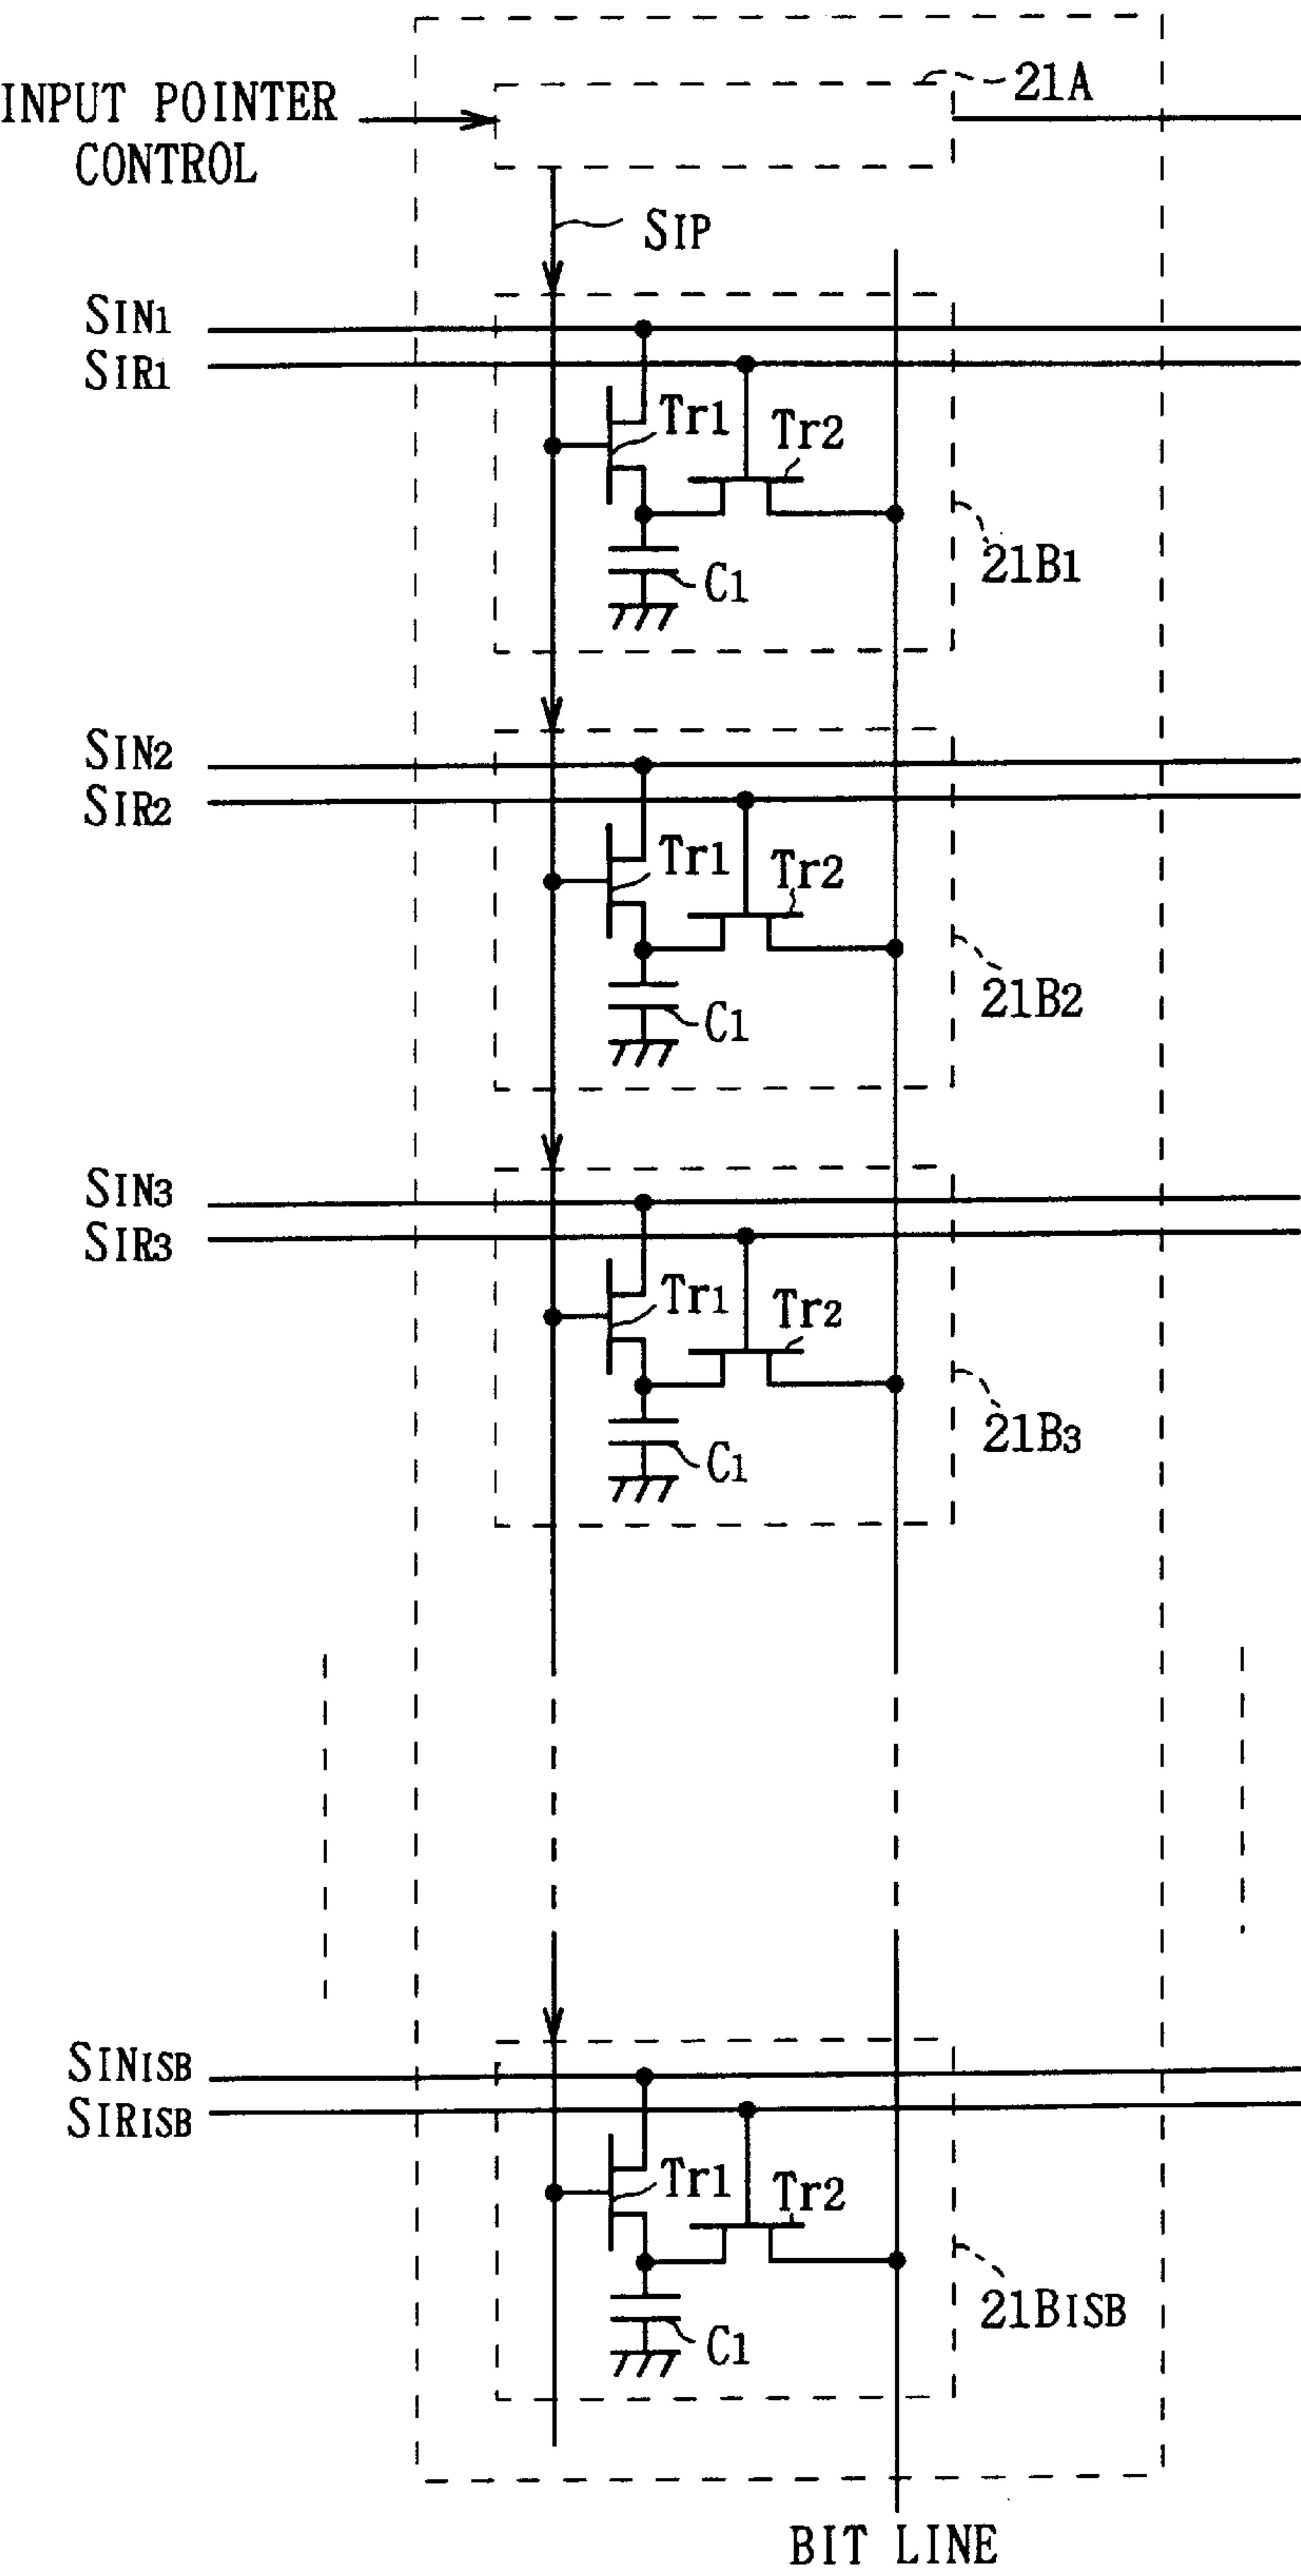 21A
INPUT POINTER
CONTROL
SIP
SIN1
SIR1
Tr1
Tr2
21B1
C1
SIN2
SIR2
Tr1
Tr2
21B2
C1
SIN3
SIR3
Tr1
Tr2
21B3
C1
SINISB
SIRISB
Tr1
Tr2
21BISB
C1
BIT LINE